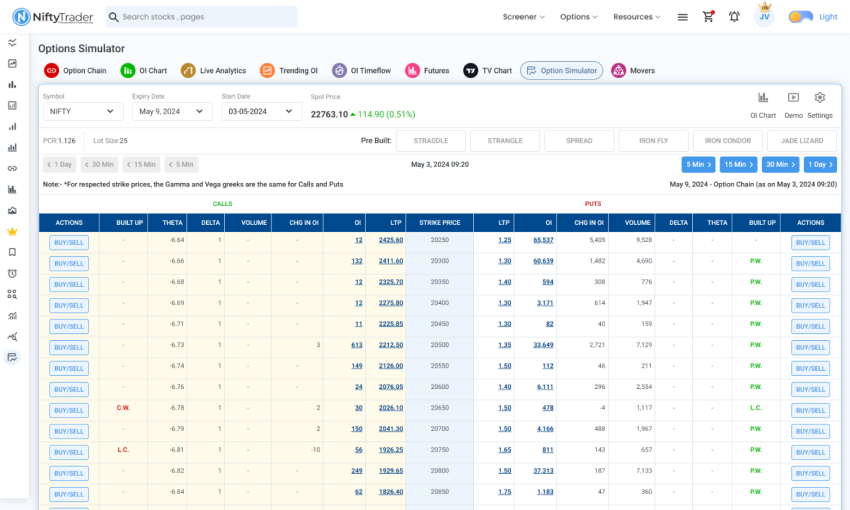 NiftyTrader
Search stocks , pages
Screener
Options
Resources
JV
Light
Options Simulator
Option Chain
OI Chart
Live Analytics
Trending OI
OI Timeflow
Futures
TV Chart
Option Simulator
Movers
Symbol Expiry Date Start Date Spot Price
NIFTY May 9, 2024 03-05-2024 22763.10 114.90 (0.51%)
OI Chart Demo Settings
PCR:1.126 Lot Size:25 Pre Built: STRADDLE STRANGLE SPREAD IRON FLY IRON CONDOR JADE LIZARD
< 1 Day < 30 Min < 15 Min < 5 Min May 3, 2024 09:20 5 Min > 15 Min > 30 Min > 1 Day >
Note:- *For respected strike prices, the Gamma and Vega greeks are the same for Calls and Puts May 9, 2024 - Option Chain (as on May 3, 2024 09:20)
CALLS PUTS
ACTIONS BUILT UP THETA DELTA VOLUME CHG IN OI OI LTP STRIKE PRICE LTP OI CHG IN OI VOLUME DELTA THETA BUILT UP ACTIONS
BUY/SELL - -6.64 1 - - 12 2425.60 20250 1.25 65,537 5,405 9,528 - - - BUY/SELL
BUY/SELL - -6.66 1 - - 132 2411.60 20300 1.30 60,639 1,482 4,690 - - P.W. BUY/SELL
BUY/SELL - -6.68 1 - - 12 2325.70 20350 1.40 594 308 776 - - P.W. BUY/SELL
BUY/SELL - -6.69 1 - - 12 2275.80 20400 1.30 3,171 614 1,947 - - P.W. BUY/SELL
BUY/SELL - -6.71 1 - - 11 2225.85 20450 1.30 82 40 159 - - P.W. BUY/SELL
BUY/SELL - -6.73 1 - 3 613 2212.50 20500 1.35 33,649 2,721 7,129 - - P.W. BUY/SELL
BUY/SELL - -6.74 1 - - 149 2126.00 20550 1.50 112 46 211 - - P.W. BUY/SELL
BUY/SELL - -6.76 1 - - 24 2076.05 20600 1.40 6,111 296 2,554 - - P.W. BUY/SELL
BUY/SELL C.W. -6.78 1 - 2 30 2026.10 20650 1.50 478 -4 1,117 - - L.C. BUY/SELL
BUY/SELL - -6.79 1 - 2 150 2041.30 20700 1.50 4,166 488 1,967 - - P.W. BUY/SELL
BUY/SELL L.C. -6.81 1 - -10 56 1926.25 20750 1.65 811 143 657 - - P.W. BUY/SELL
BUY/SELL - -6.82 1 - - 249 1929.65 20800 1.50 37,313 187 7,133 - - P.W. BUY/SELL
BUY/SELL - -6.84 1 - - 62 1826.40 20850 1.75 1,183 47 360 - - P.W. BUY/SELL